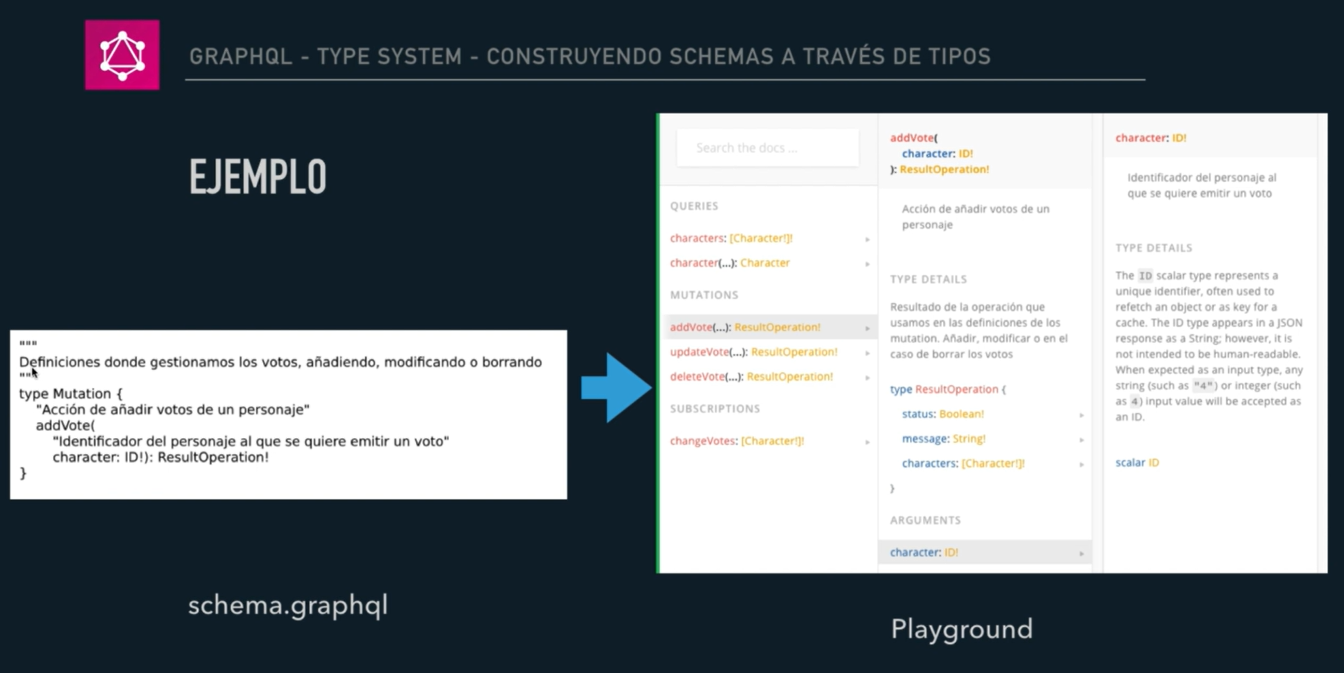 GRAPHQL - TYPE SYSTEM - CONSTRUYENDO SCHEMAS A TRAVÉS DE TIPOS
EJEMPLO
"""
Definiciones donde gestionamos los votos, añadiendo, modificando o borrando
"""
type Mutation {
"Acción de añadir votos de un personaje"
addVote(
"Identificador del personaje al que se quiere emitir un voto"
character: ID!): ResultOperation!
}
schema.graphql
Search the docs ...
QUERIES
characters: [Character!]!
character(...): Character
MUTATIONS
addVote(...): ResultOperation!
updateVote(...): ResultOperation!
deleteVote(...): ResultOperation!
SUBSCRIPTIONS
changeVotes: [Character!]!
addVote(
character: ID!
): ResultOperation!
Acción de añadir votos de un
personaje
TYPE DETAILS
Resultado de la operación que
usamos en las definiciones de los
mutation. Añadir, modificar o en el
caso de borrar los votos
type ResultOperation {
status: Boolean!
message: String!
characters: [Character!]!
}
ARGUMENTS
character: ID!
character: ID!
Identificador del personaje al
que se quiere emitir un voto
TYPE DETAILS
The ID scalar type represents a
unique identifier, often used to
refetch an object or as key for a
cache. The ID type appears in a JSON
response as a String; however, it is
not intended to be human-readable.
When expected as an input type, any
string (such as "4") or integer (such
as 4) input value will be accepted as
an ID.
scalar ID
Playground